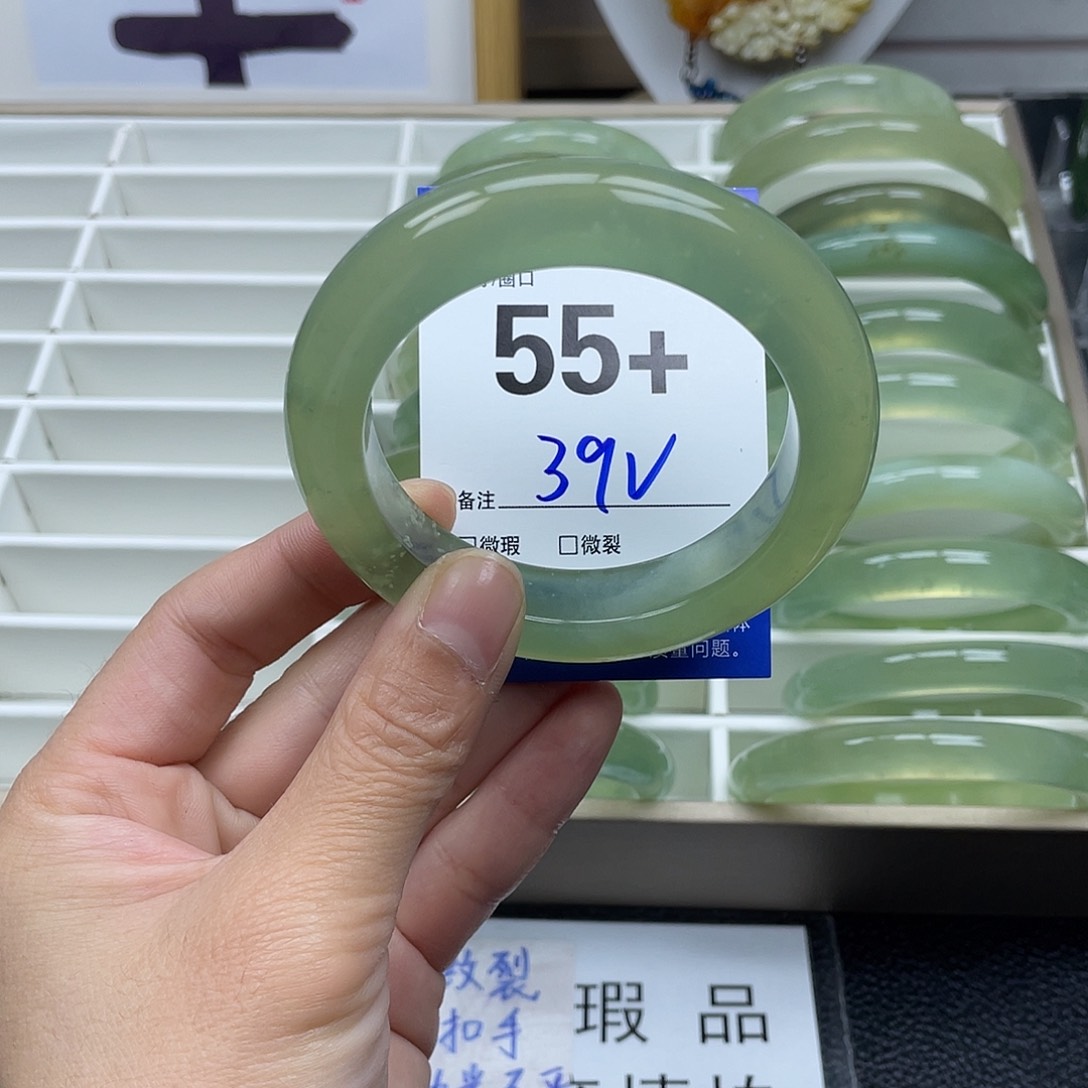 圈口
55+
39V
备注
□微瑕 □微裂
质量问题。
纹裂
瑕 品
扣手